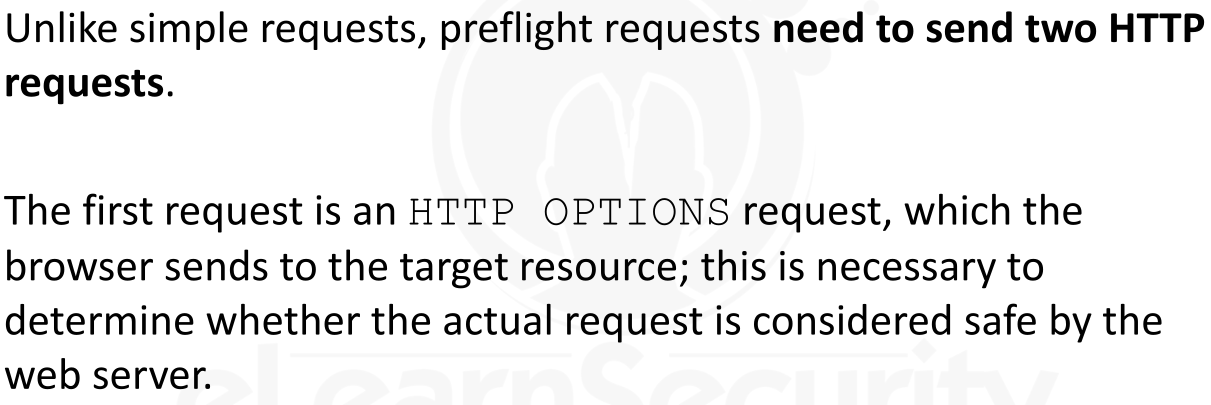 Unlike simple requests, preflight requests need to send two HTTP
requests.
The first request is an HTTP OPTIONS request, which the
browser sends to the target resource; this is necessary to
determine whether the actual request is considered safe by the
web server.
eLearnSecurity